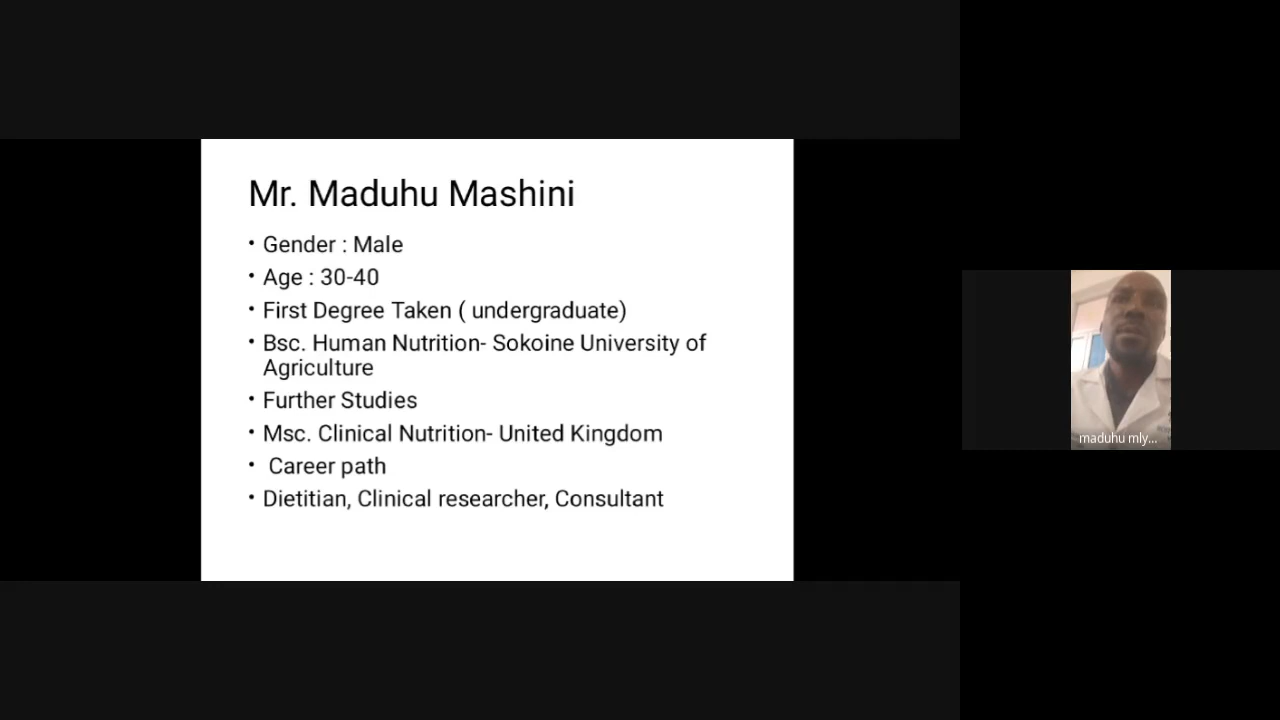 Mr. Maduhu Mashini
• Gender : Male
• Age : 30-40
• First Degree Taken ( undergraduate)
• Bsc. Human Nutrition- Sokoine University of
Agriculture
• Further Studies
• Msc. Clinical Nutrition- United Kingdom
• Career path
• Dietitian, Clinical researcher, Consultant
maduhu mly...